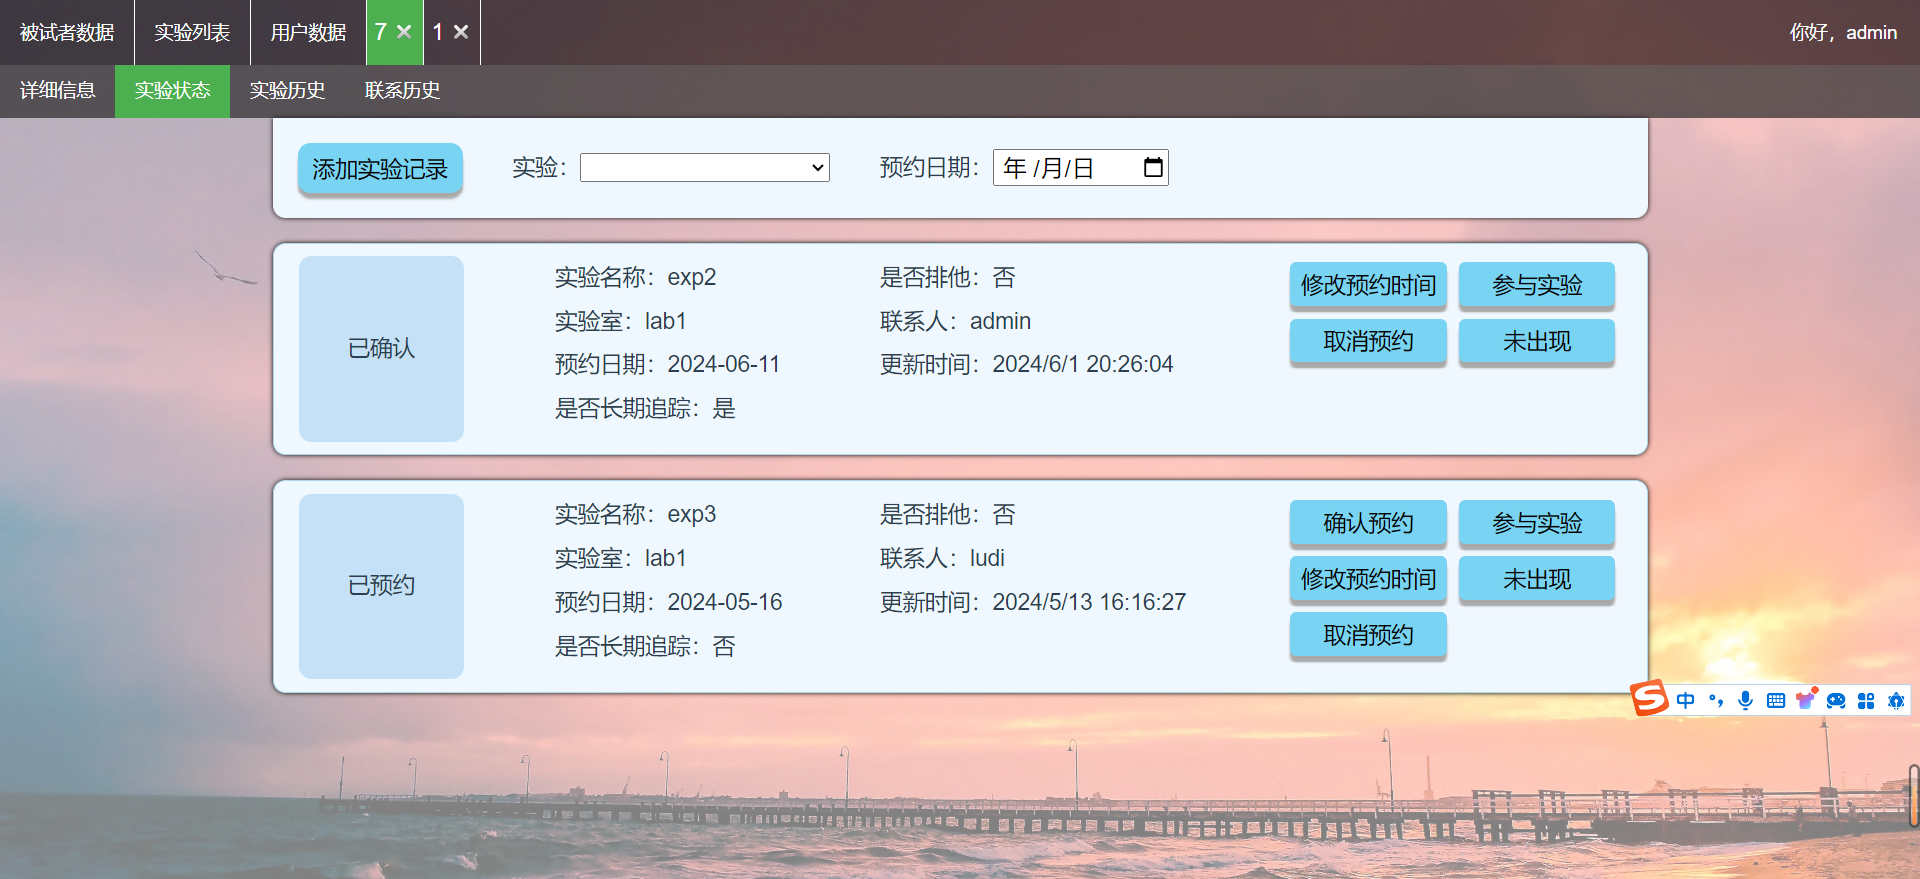 被试者数据 实验列表 用户数据 7 × 1 × 你好，admin
详细信息 实验状态 实验历史 联系历史
添加实验记录 实验： 预约日期：年 /月/日
已确认
实验名称：exp2 是否排他：否
实验室：lab1 联系人：admin
预约日期：2024-06-11 更新时间：2024/6/1 20:26:04
是否长期追踪：是
修改预约时间 参与实验
取消预约 未出现
已预约
实验名称：exp3 是否排他：否
实验室：lab1 联系人：ludi
预约日期：2024-05-16 更新时间：2024/5/13 16:16:27
是否长期追踪：否
确认预约 参与实验
修改预约时间 未出现
取消预约
S 中